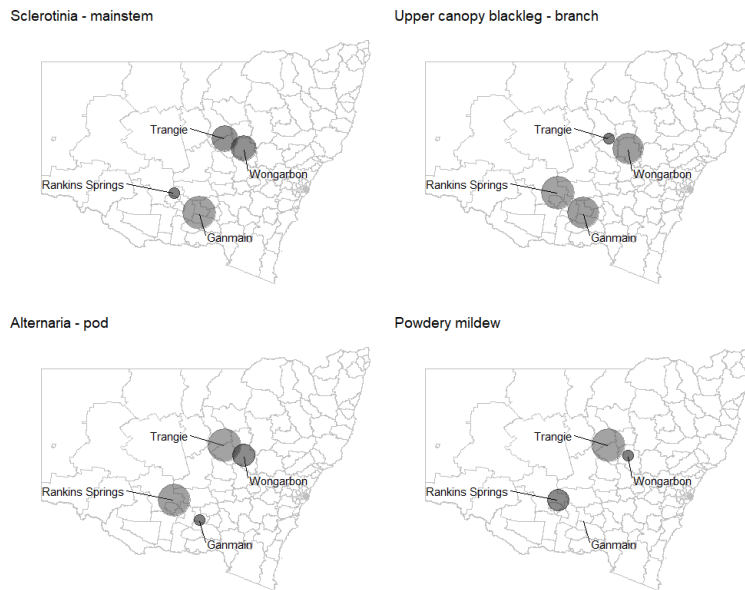 Sclerotinia - mainstem
Trangie
Wongarbon
Rankins Springs
Ganmain
Upper canopy blackleg - branch
Trangie
Wongarbon
Rankins Springs
Ganmain
Alternaria - pod
Trangie
Wongarbon
Rankins Springs
Ganmain
Powdery mildew
Trangie
Wongarbon
Rankins Springs
Ganmain